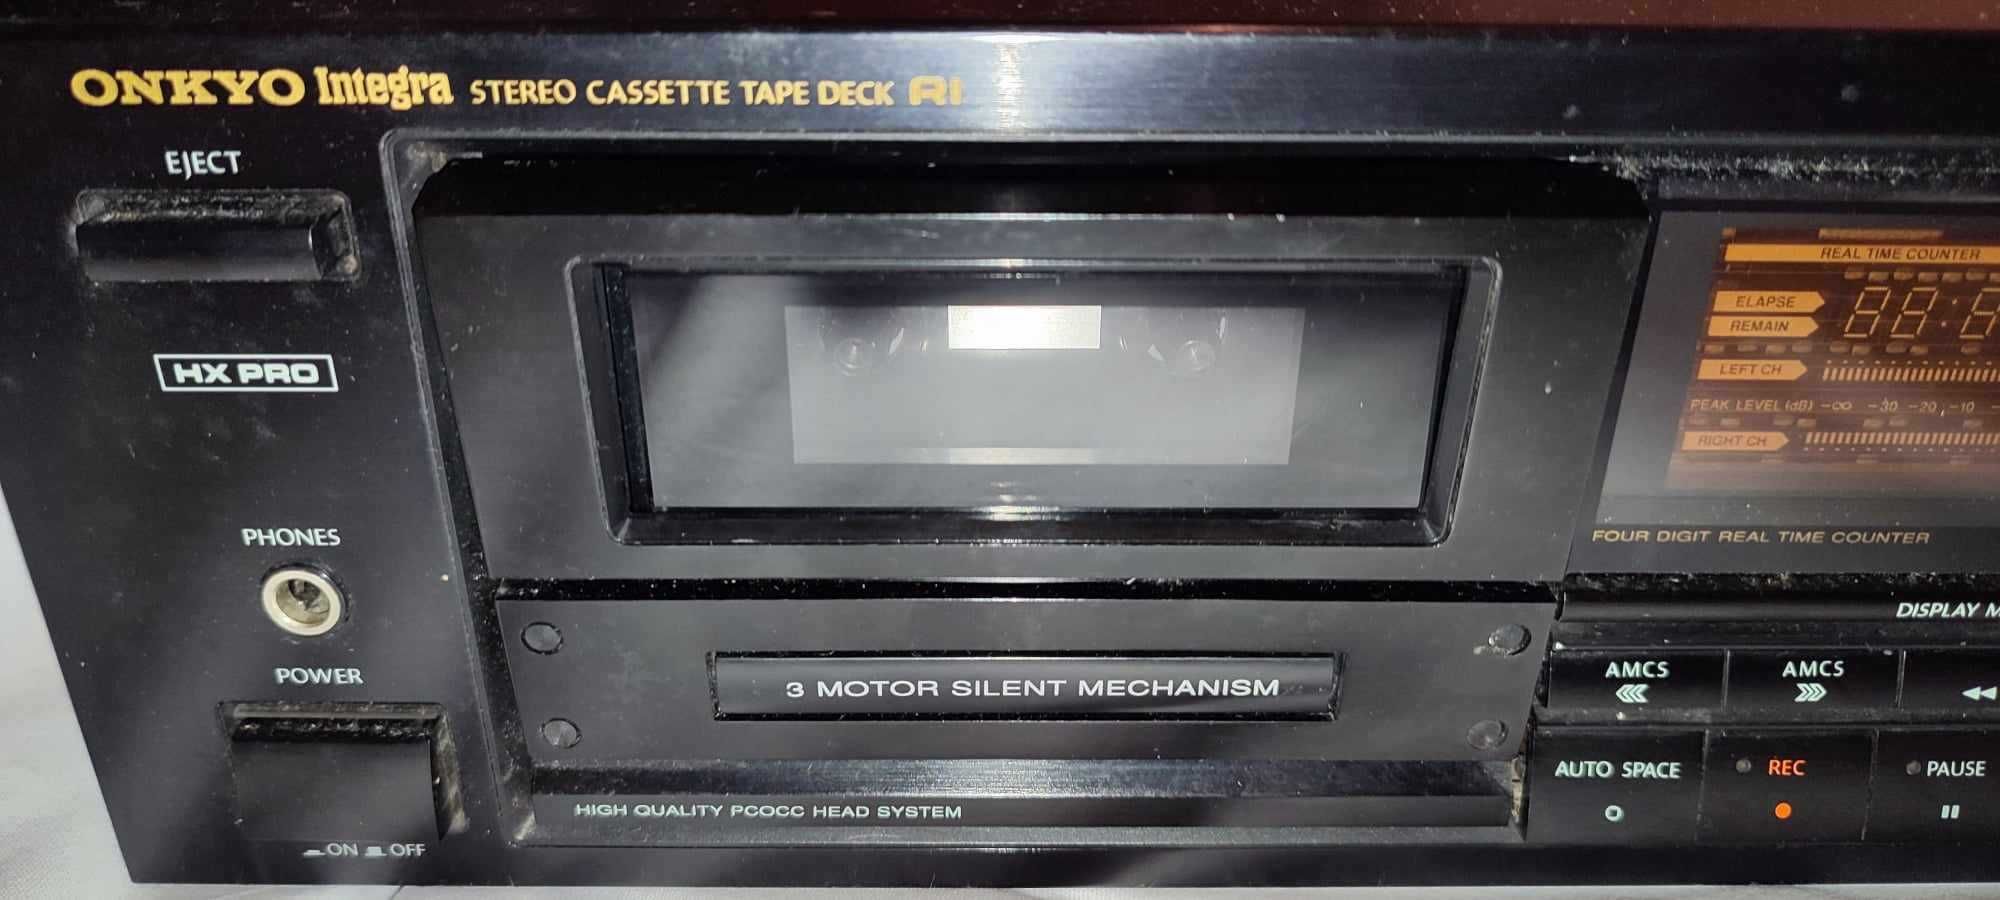 ONKYO Integra STEREO CASSETTE TAPE DECK RI
EJECT
HX PRO
PHONES
POWER
ON OFF
3 MOTOR SILENT MECHANISM
HIGH QUALITY PCOCC HEAD SYSTEM
REAL TIME COUNTER
ELAPSE
REMAIN
LEFT CH
PEAK LEVEL (dB) -∞ -30 -20 -10
RIGHT CH
FOUR DIGIT REAL TIME COUNTER
DISPLAY
AMCS AMCS
AUTO SPACE REC PAUSE